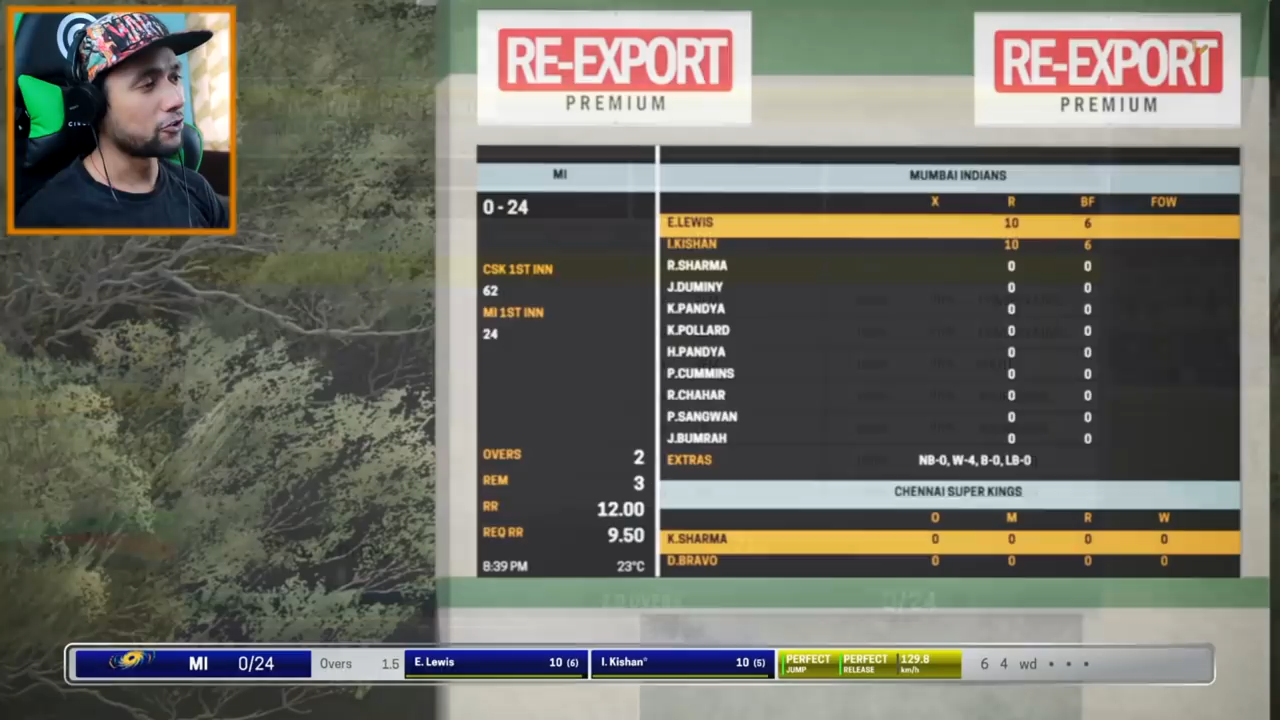 RE-EXPORT
PREMIUM
RE-EXPORT
PREMIUM
MI
0-24
CSK 1ST INN
62
MI 1ST INN
24
OVERS 2
REM 3
RR 12.00
REQ RR 9.50
8:39 PM 23°C
MUMBAI INDIANS
X R BF FOW
E.LEWIS 10 6
I.KISHAN 10 6
R.SHARMA 0 0
J.DUMINY 0 0
K.PANDYA 0 0
K.POLLARD 0 0
H.PANDYA 0 0
P.CUMMINS 0 0
R.CHAHAR 0 0
P.SANGWAN 0 0
J.BUMRAH 0 0
EXTRAS NB-0, W-4, B-0, LB-0
CHENNAI SUPER KINGS
O M R W
K.SHARMA 0 0 0 0
D.BRAVO 0 0 0 0
0/24
MI 0/24 Overs 1.5 E. Lewis 10 (6) I. Kishan* 10 (5) PERFECT JUMP PERFECT RELEASE 129.8 km/h 6 4 wd • • •